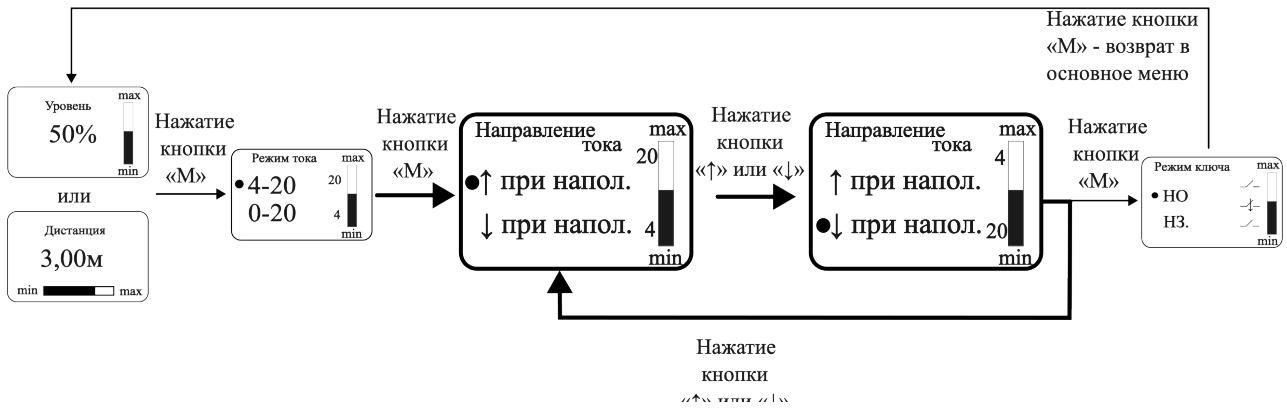 Нажатие кнопки
«М» - возврат в
основное меню
Уровень
max
50%
min
или
Дистанция
3,00м
min max
Нажатие
кнопки
«М»
Режим тока
max
• 4-20
20
0-20
4
min
Нажатие
кнопки
«М»
Направление
тока
max
20
●↑ при напол.
↓ при напол.
4
min
Нажатие
кнопки
«↑» или «↓»
Направление
тока
max
4
↑ при напол.
●↓ при напол.
20
min
Нажатие
кнопки
«М»
Режим ключа
max
• НО
НЗ.
min
Нажатие
кнопки
«↑» или «↓»